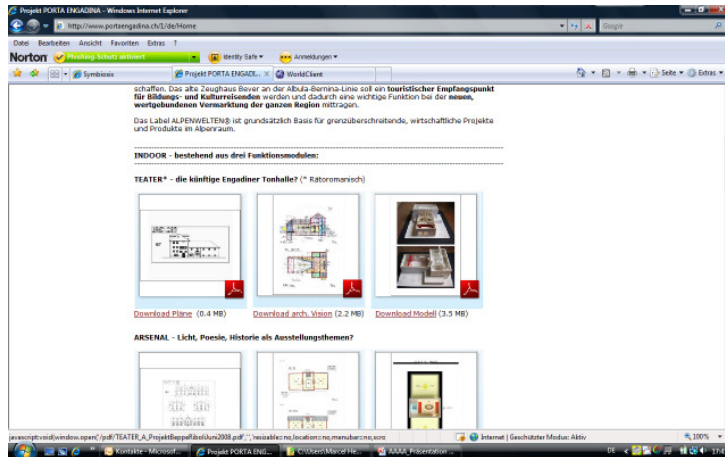 Projekt PORTA ENGADINA - Windows Internet Explorer
http://www.portaengadina.ch/1/de/Home
Google
Datei Bearbeiten Ansicht Favoriten Extras ?
Norton Phishing-Schutz aktiviert Identity Safe Anmeldungen
Symbiosis Projekt PORTA ENGADI... WorldClient Seite Extras
schaffen. Das alte Zeughaus Bever an der Albula-Bernina-Linie soll ein touristischer Empfangspunkt
für Bildungs- und Kulturreisenden werden und dadurch eine wichtige Funktion bei der neuen,
wertgebundenen Vermarktung der ganzen Region mittragen.
Das Label ALPENWELTEN® ist grundsätzlich Basis für grenzüberschreitende, wirtschaftliche Projekte
und Produkte im Alpenraum.
INDOOR - bestehend aus drei Funktionsmodulen:
TEATER* - die künftige Engadiner Tonhalle? (* Rätoromanisch)
Download Pläne (0.4 MB) Download arch. Vision (2.2 MB) Download Modell (3.5 MB)
ARSENAL - Licht, Poesie, Historie als Ausstellungsthemen?
Internet | Geschützter Modus: Aktiv 100%
Kontakte - Microsof... Projekt PORTA ENG... C:\Users\Marcel He... AAAA_Präsentation ... DE